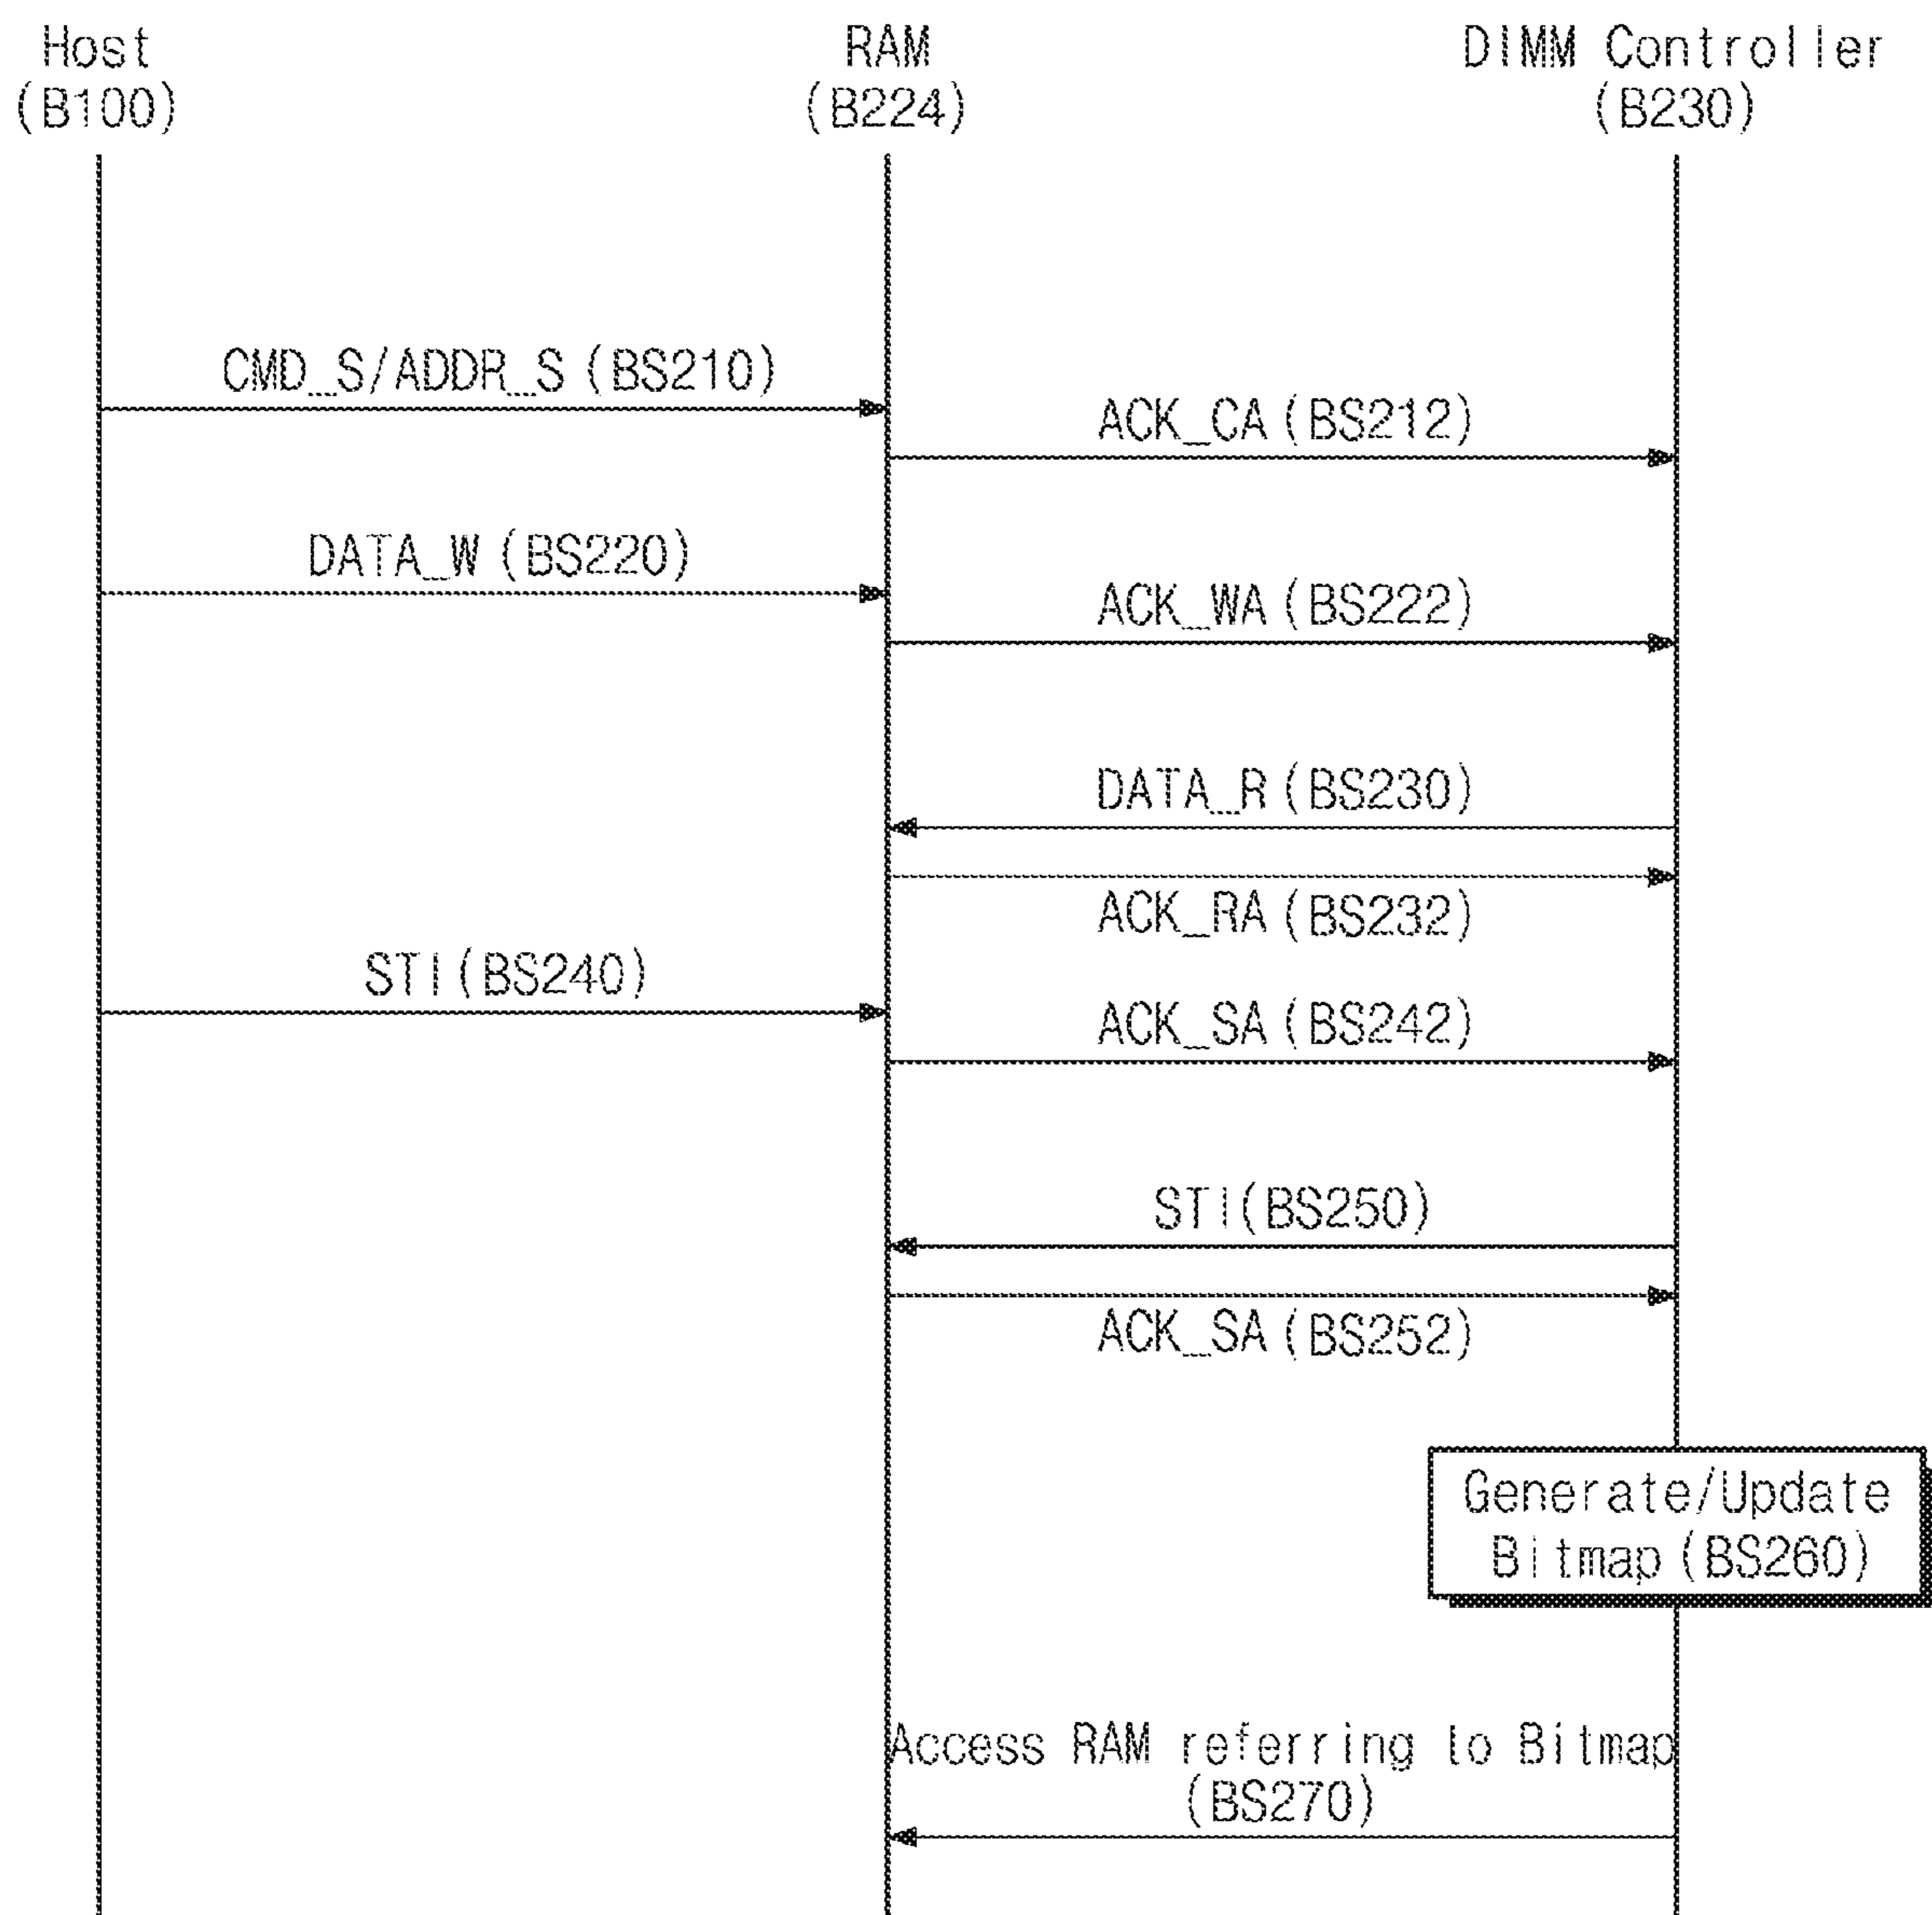 Host
(B100)
RAM
(B224)
DIMM Controller
(B230)
CMD_S/ADDR_S (BS210)
ACK_CA (BS212)
DATA_W (BS220)
ACK_WA (BS222)
DATA_R (BS230)
ACK_RA (BS232)
STI (BS240)
ACK_SA (BS242)
STI (BS250)
ACK_SA (BS252)
Generate/Update
Bitmap (BS260)
Access RAM referring to Bitmap
(BS270)